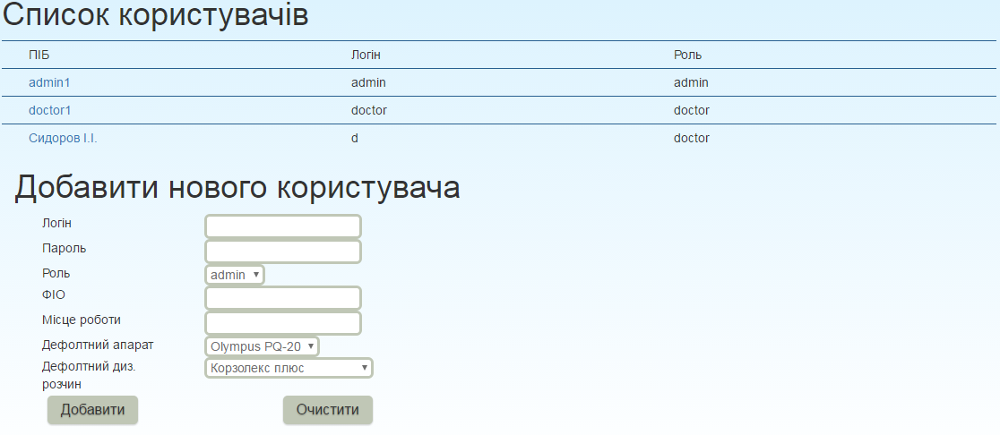 Список користувачів
ПІБ Логін Роль
admin1 admin admin
doctor1 doctor doctor
Сидоров І.І. d doctor
Добавити нового користувача
Логін
Пароль
Роль admin
ФІО
Місце роботи
Дефолтний апарат Olympus PQ-20
Дефолтний диз. Корзолекс плюс
розчин
Добавити Очистити